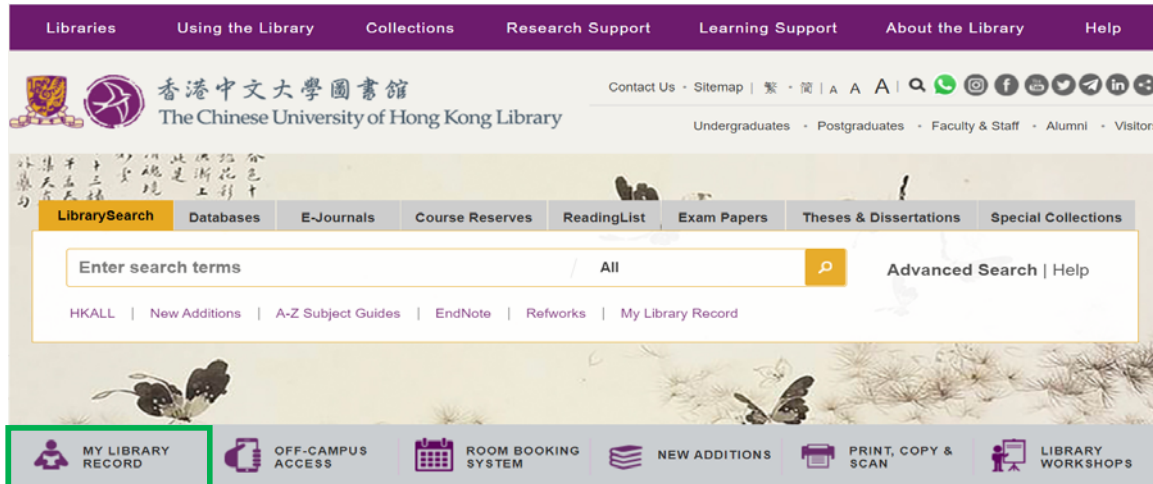 Libraries Using the Library Collections Research Support Learning Support About the Library Help
香港中文大學圖書館
The Chinese University of Hong Kong Library
Contact Us - Sitemap | 繁 - 简 | A A A |
Undergraduates - Postgraduates - Faculty & Staff - Alumni - Visitors
LibrarySearch Databases E-Journals Course Reserves ReadingList Exam Papers Theses & Dissertations Special Collections
Enter search terms / All
Advanced Search | Help
HKALL | New Additions | A-Z Subject Guides | EndNote | Refworks | My Library Record
MY LIBRARY RECORD
OFF-CAMPUS ACCESS
ROOM BOOKING SYSTEM
NEW ADDITIONS
PRINT, COPY & SCAN
LIBRARY WORKSHOPS